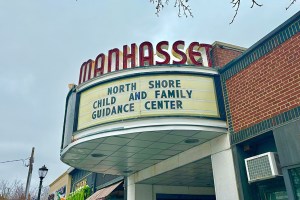 MANHASSET
NORTH SHORE
CHILD AND FAMILY
GUIDANCE CENTER